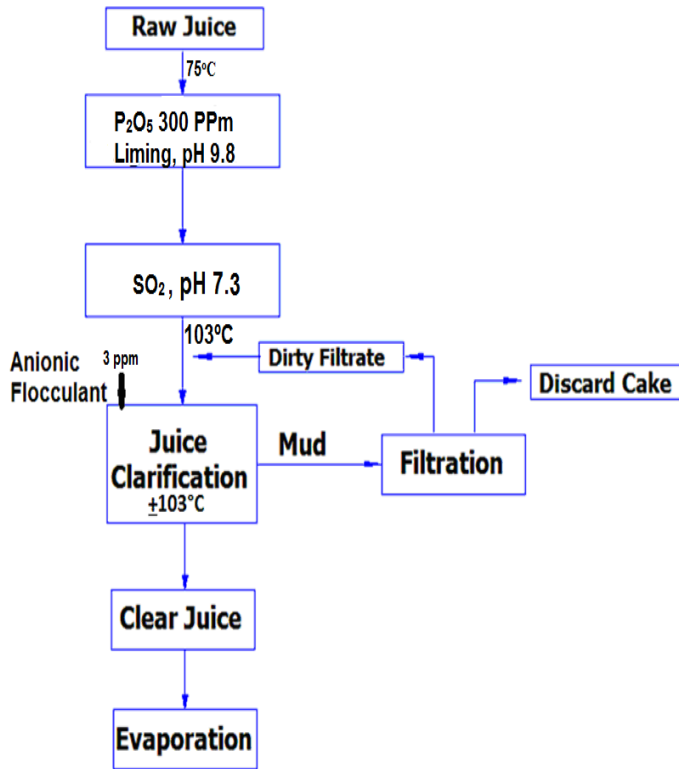 Raw Juice
75ºC
P₂O₅ 300 PPm
Liming, pH 9.8
SO₂ , pH 7.3
103ºC
Dirty Filtrate
Anionic
Flocculant
3 ppm
Discard Cake
Juice
Clarification
±103°C
Mud
Filtration
Clear Juice
Evaporation